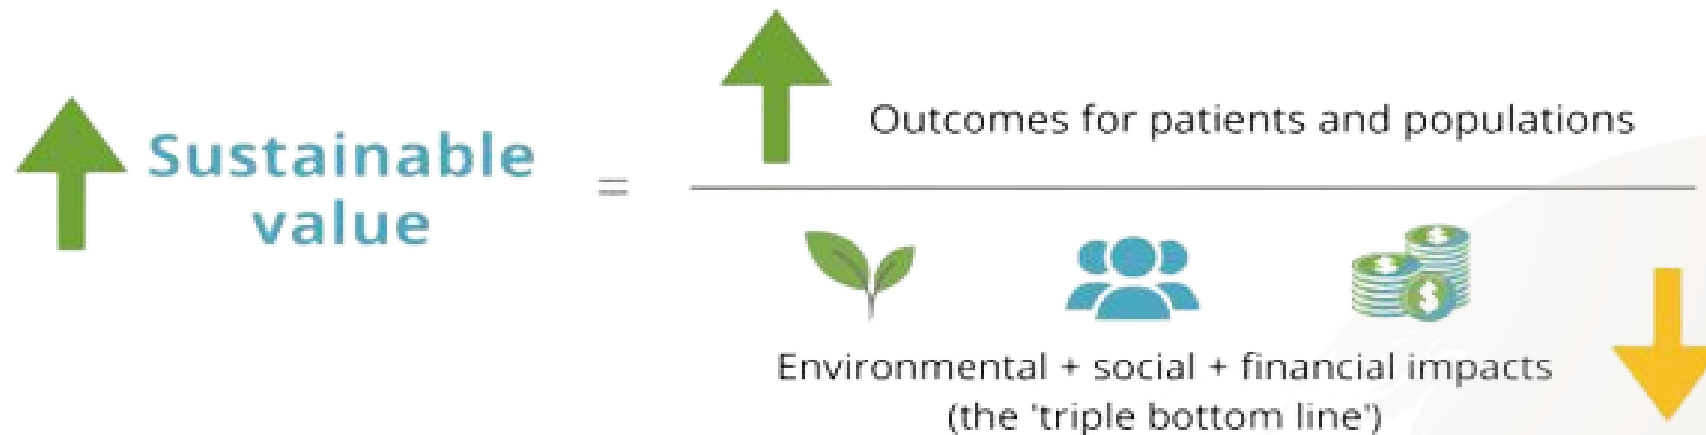 Sustainable
value
=
Outcomes for patients and populations
$ $ $
Environmental + social + financial impacts
(the 'triple bottom line')